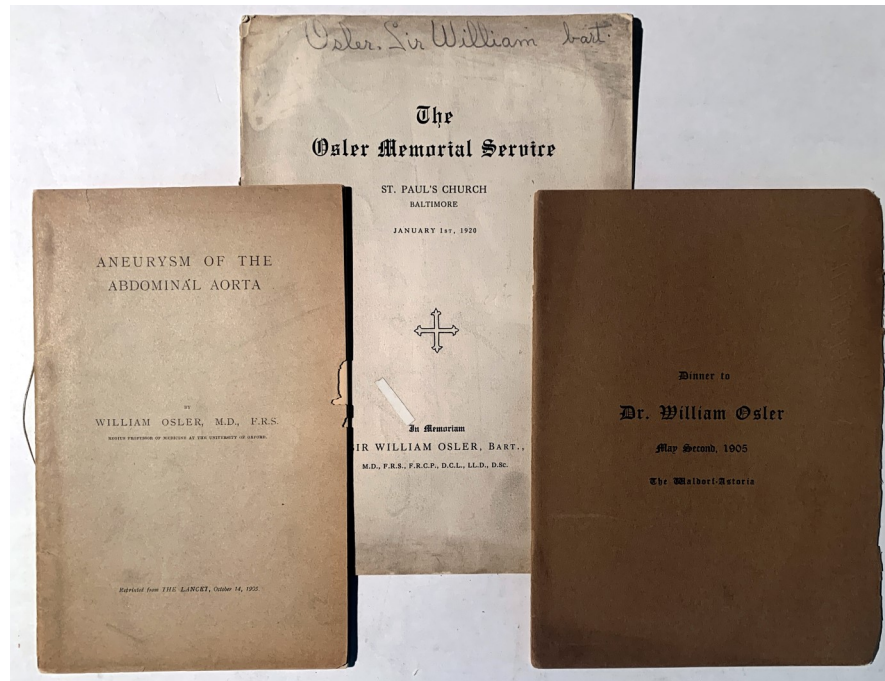 Osler. Sir William bart.
The
Osler Memorial Service
ST. PAUL'S CHURCH
BALTIMORE
JANUARY 1ST, 1920
In Memoriam
SIR WILLIAM OSLER, BART.,
M.D., F.R.S., F.R.C.P., D.C.L., LL.D., D.SC.
ANEURYSM OF THE
ABDOMINAL AORTA
BY
WILLIAM OSLER, M.D., F.R.S.
REGIUS PROFESSOR OF MEDICINE AT THE UNIVERSITY OF OXFORD.
Reprinted from THE LANCET, October 14, 1905.
Dinner to
Dr. William Osler
May Second, 1905
The Waldorf-Astoria